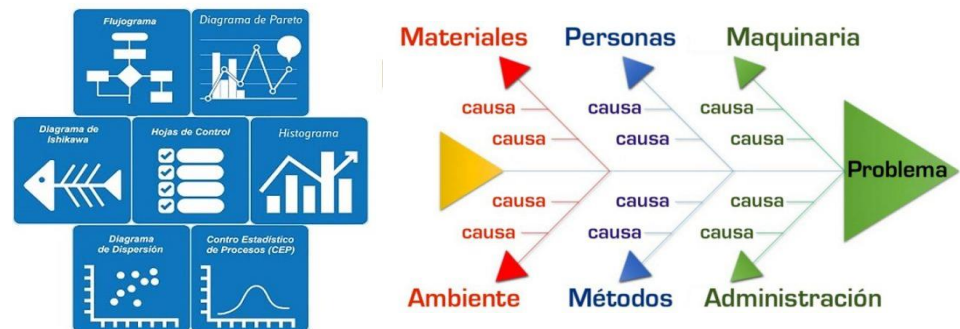 Flujograma
Diagrama de Pareto
Diagrama de
Ishikawa
Hojas de Control
Histograma
Diagrama
de Dispersión
Contro Estadístico
de Procesos (CEP)
Materiales
Personas
Maquinaria
causa
causa
causa
causa
causa
causa
Problema
causa
causa
causa
causa
causa
causa
Ambiente
Métodos
Administración